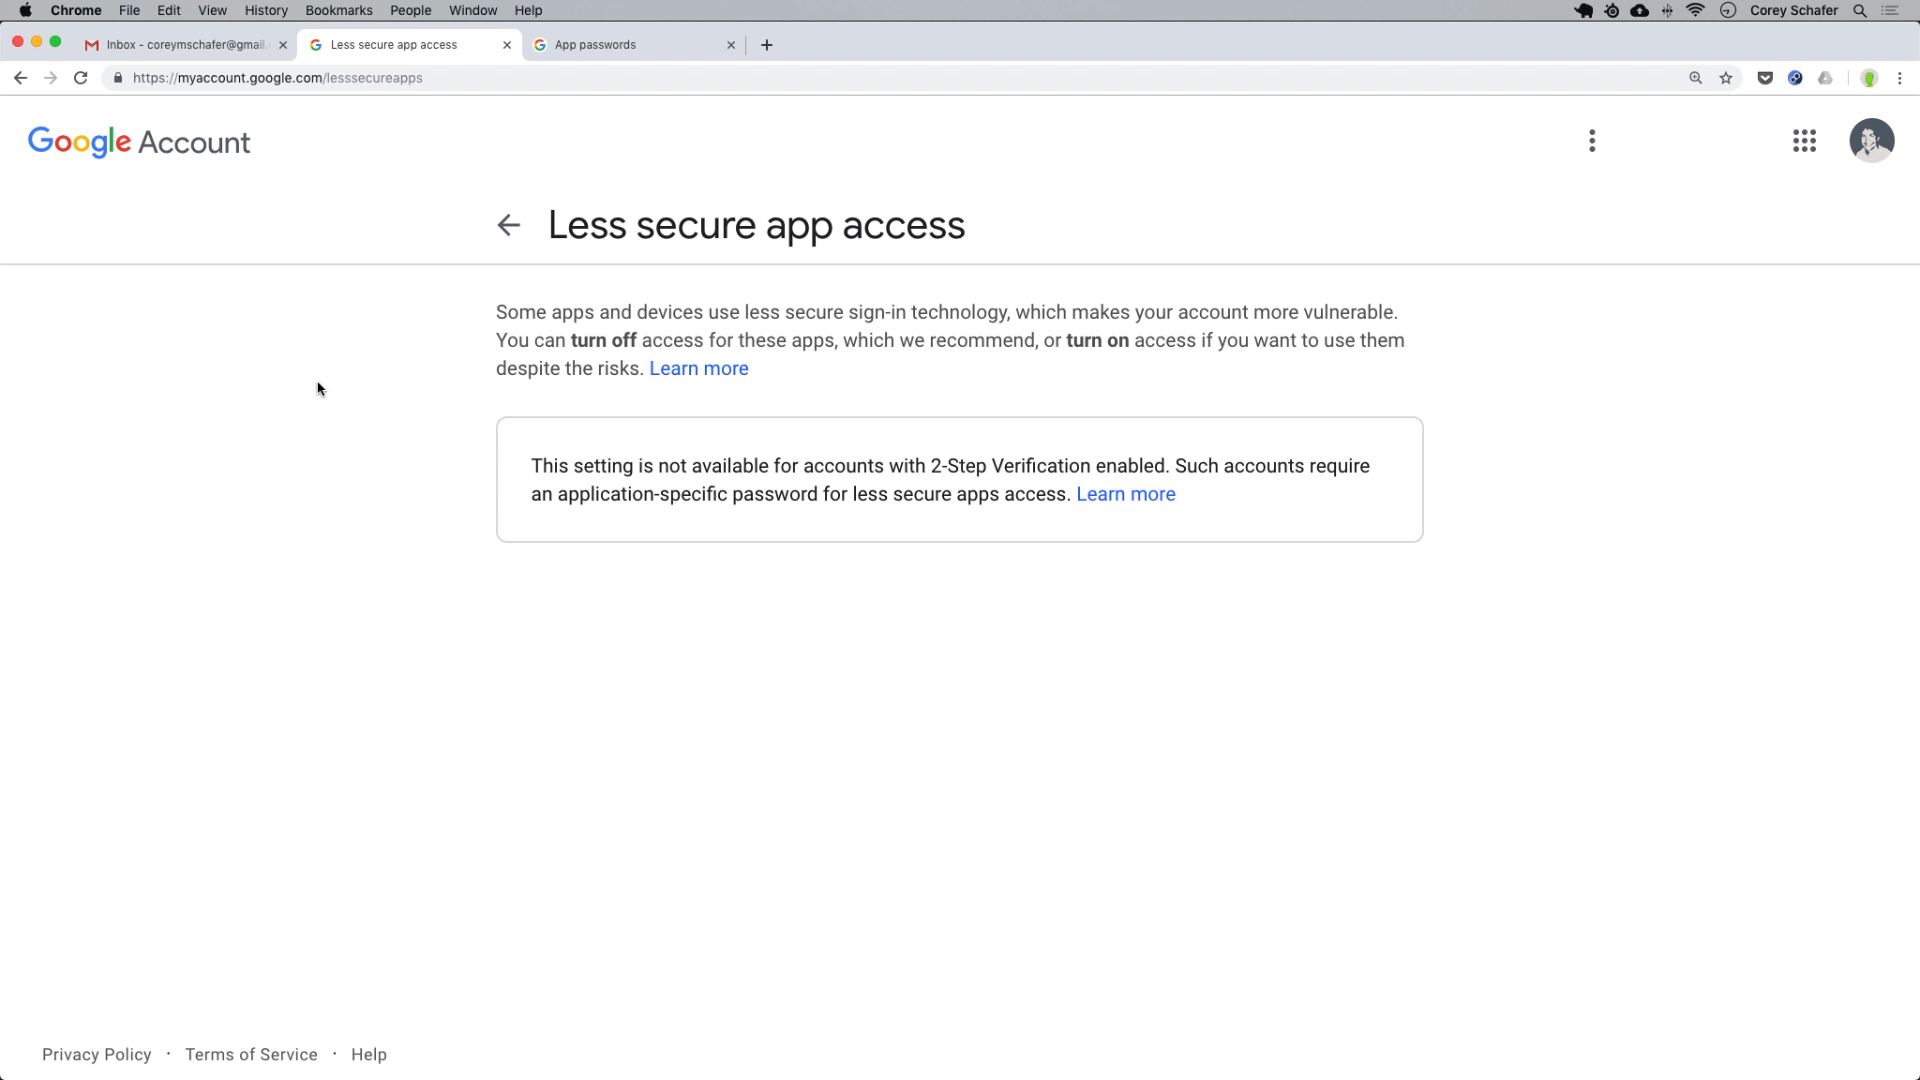 Chrome File Edit View History Bookmarks People Window Help Corey Schafer
Inbox - coreymschafer@gmail. Less secure app access App passwords
https://myaccount.google.com/lesssecureapps
Google Account
Less secure app access
Some apps and devices use less secure sign-in technology, which makes your account more vulnerable.
You can turn off access for these apps, which we recommend, or turn on access if you want to use them
despite the risks. Learn more
This setting is not available for accounts with 2-Step Verification enabled. Such accounts require
an application-specific password for less secure apps access. Learn more
Privacy Policy · Terms of Service · Help